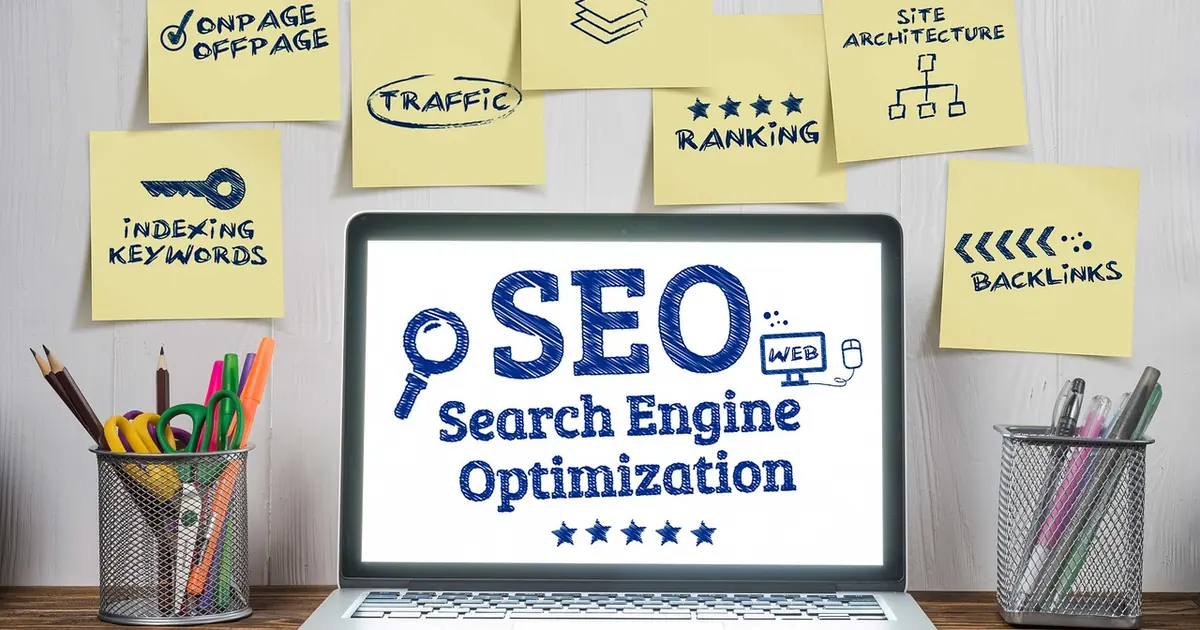 ONPAGE
OFFPAGE
TRAFFIC
RANKING
SITE
ARCHITECTURE
INDEXING
KEYWORDS
BACKLINKS
SEO
WEB
Search Engine
Optimization